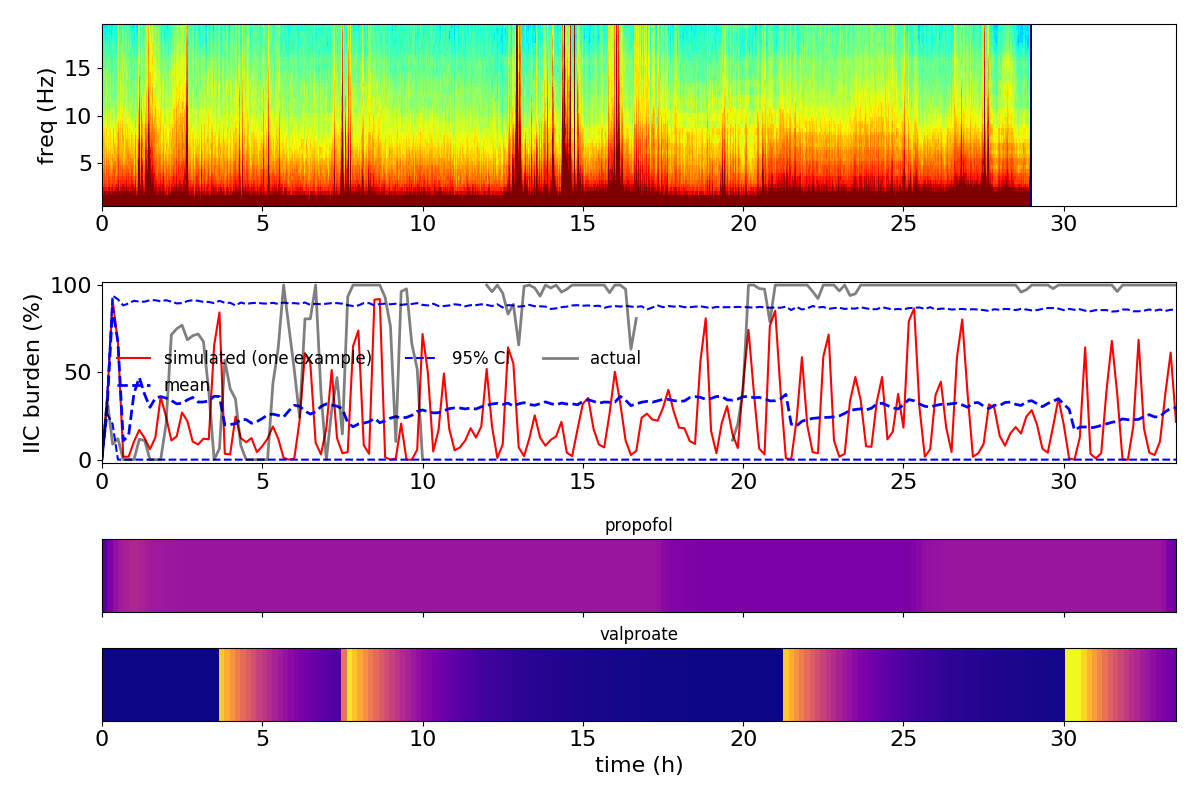 freq (Hz)
15
10
5
0 5 10 15 20 25 30
IIC burden (%)
100
50
0
simulated (one example)
95% CI
actual
mean
0 5 10 15 20 25 30
propofol
valproate
0 5 10 15 20 25 30
time (h)